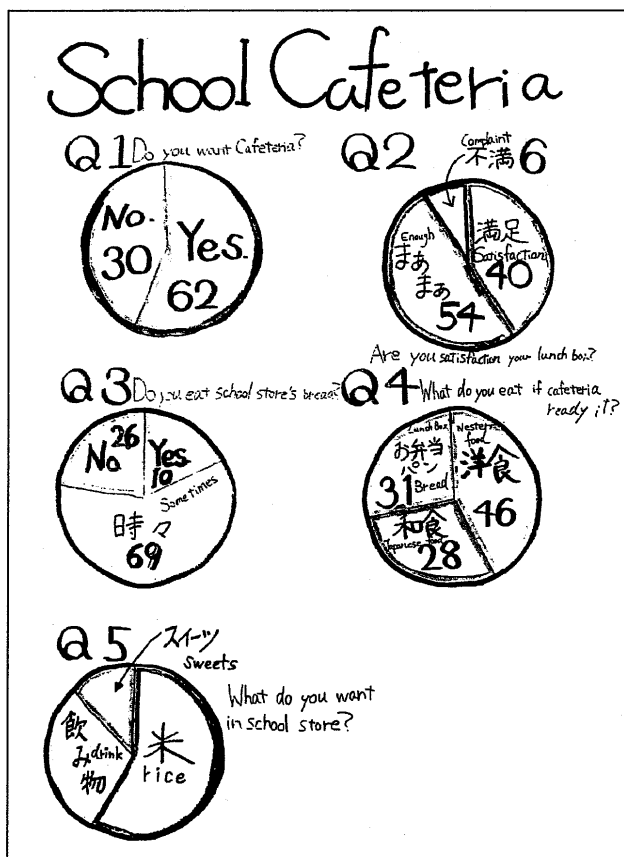 School Cafeteria
Q1 Do you want Cafeteria?
No.
30
Yes.
62
Q2
Complaint
不満 6
Enough
まぁ
まぁ
54
満足
Satisfaction
40
Are you satisfaction your lunch box?
Q3 Do you eat School store's bread?
No 26
Yes.
10
Sometimes
時々
69
Q4 What do you eat if cafeteria
ready it?
Lunch Box
お弁当
パン
31 Bread
Western
food
洋食
46
和食
Japanese food
28
Q5
スイーツ
sweets
飲
み drink
物
米
rice
What do you want
in school store?